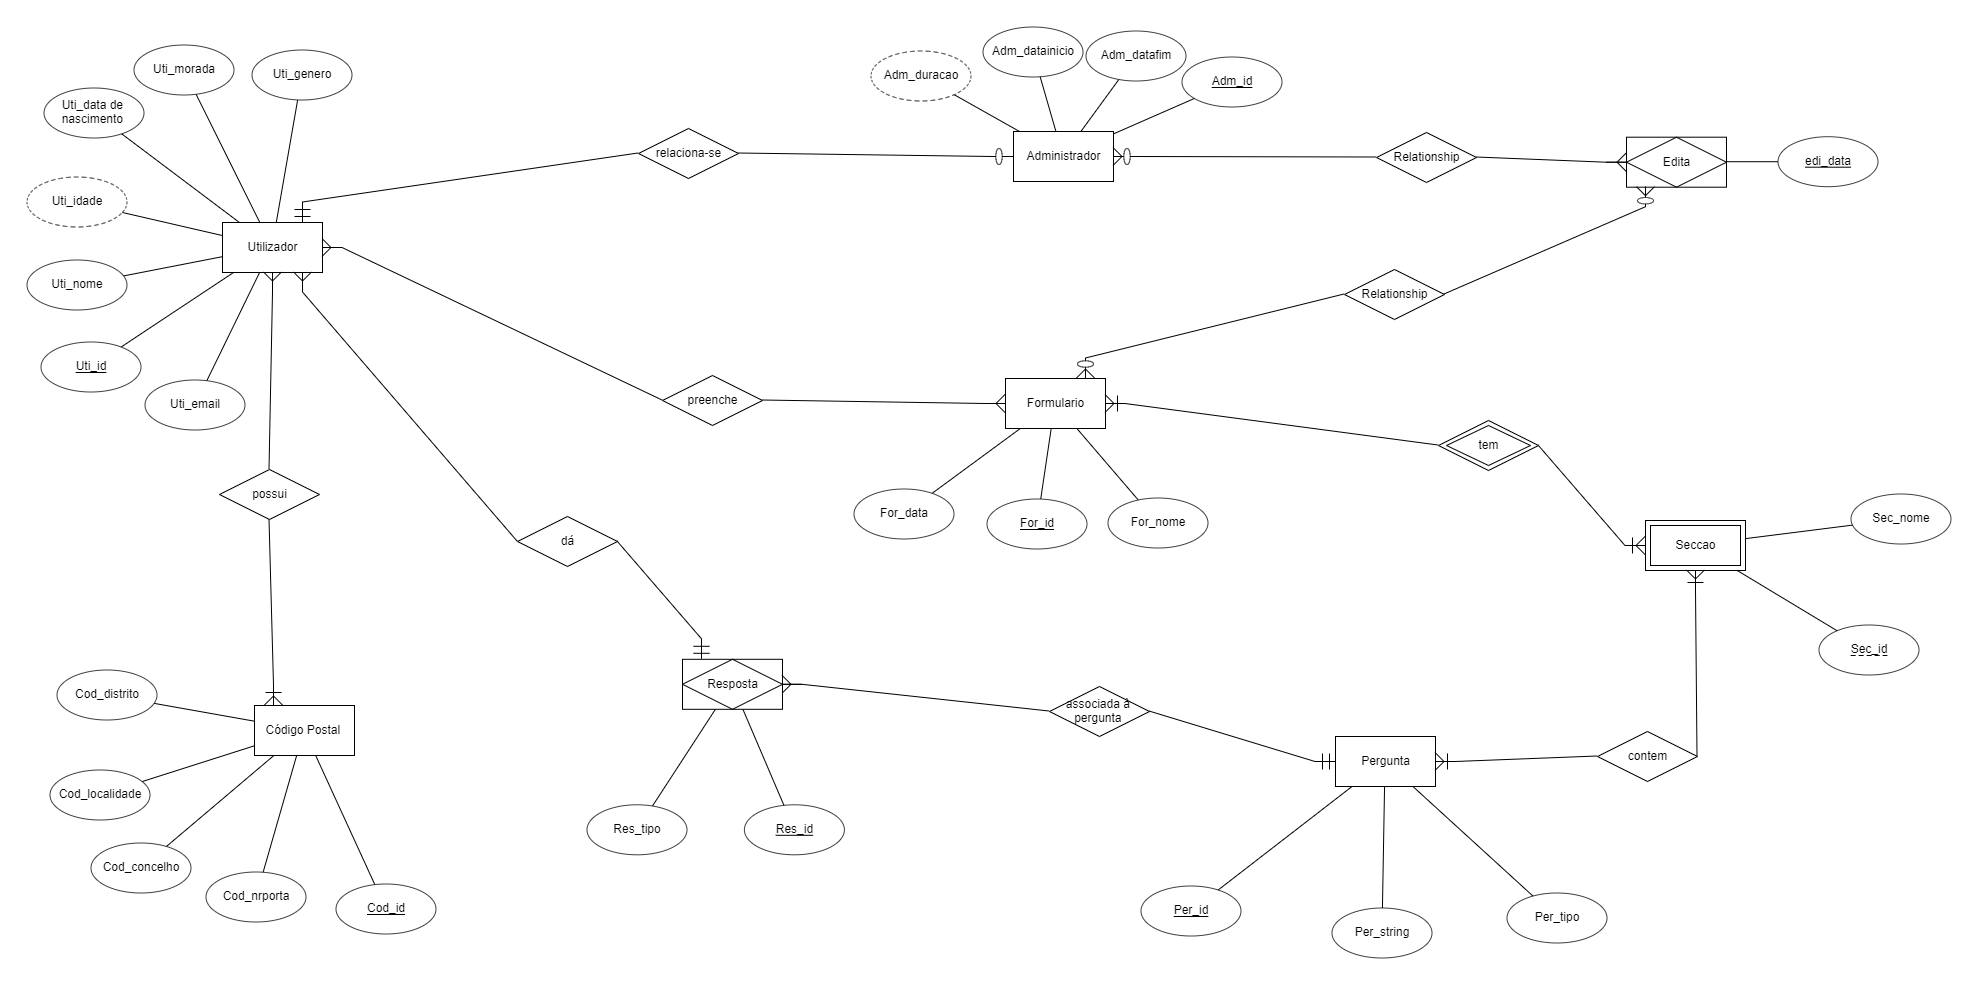 Uti_morada
Uti_genero
Uti_data de
nascimento
Uti_idade
Utilizador
Uti_nome
Uti_id
Uti_email
relaciona-se
Adm_duracao
Adm_datainicio
Adm_datafim
Adm_id
Administrador
Relationship
Edita
edi_data
Relationship
preenche
Formulario
For_data
For_id
For_nome
tem
Seccao
Sec_nome
Sec_id
possui
dá
Resposta
Res_tipo
Res_id
associada à
pergunta
Pergunta
contem
Per_id
Per_string
Per_tipo
Código Postal
Cod_distrito
Cod_localidade
Cod_concelho
Cod_nrporta
Cod_id